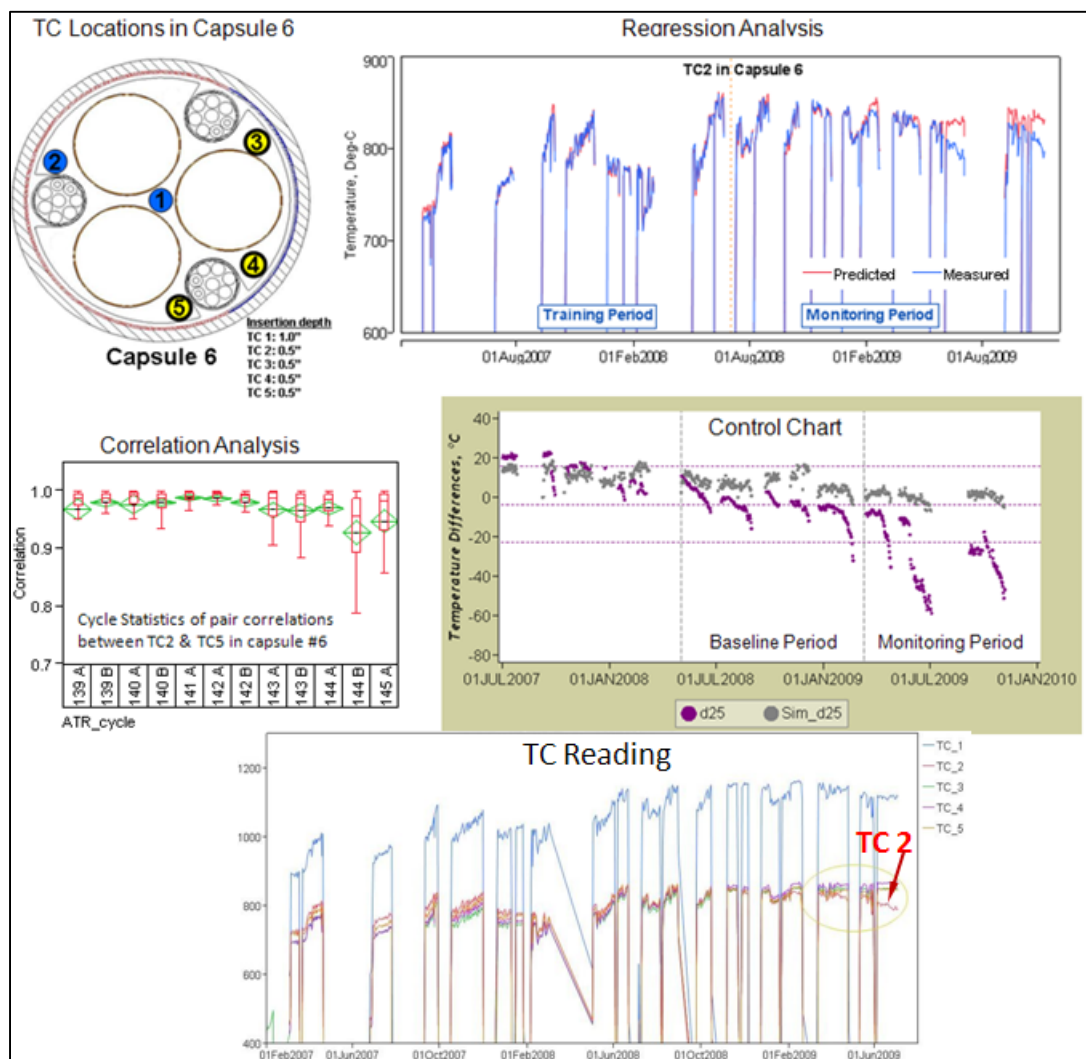 TC Locations in Capsule 6
2
3
1
4
5
Insertion depth
TC 1: 1.0"
TC 2: 0.5"
TC 3: 0.5"
TC 4: 0.5"
TC 5: 0.5"
Capsule 6
Regression Analysis
TC2 in Capsule 6
Temperature, Deg-C
900
800
700
600
Predicted
Measured
Training Period
Monitoring Period
01Aug2007
01Feb2008
01Aug2008
01Feb2009
01Aug2009
Correlation Analysis
Correlation
1.0
0.9
0.8
0.7
Cycle Statistics of pair correlations
between TC2 & TC5 in capsule #6
139 A
139 B
140 A
140 B
141 A
142 A
142 B
143 A
143 B
144 A
144 B
145 A
ATR_cycle
Control Chart
Temperature Differences, °C
40
20
0
-20
-40
-60
-80
Baseline Period
Monitoring Period
01JUL2007
01JAN2008
01JUL2008
01JAN2009
01JUL2009
01JAN2010
d25
Sim_d25
TC Reading
1200
1000
800
600
400
TC_1
TC_2
TC_3
TC_4
TC_5
TC 2
01Feb2007
01Jun2007
01Oct2007
01Feb2008
01Jun2008
01Oct2008
01Feb2009
01Jun2009